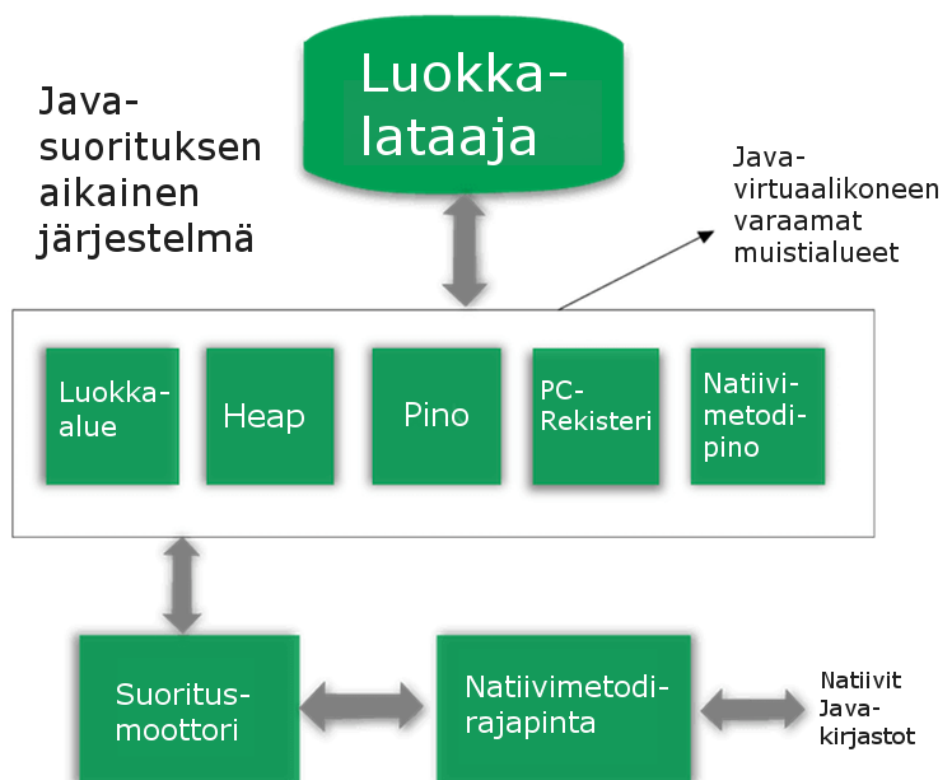 Luokka-
lataaja
Java-
suorituksen
aikainen
järjestelmä
Java-
virtuaalikoneen
varaamat
muistialueet
Luokka-
alue
Heap
Pino
PC-
Rekisteri
Natiivi-
metodi-
pino
Suoritus-
moottori
Natiivimetodi-
rajapinta
Natiivit
Java-
kirjastot